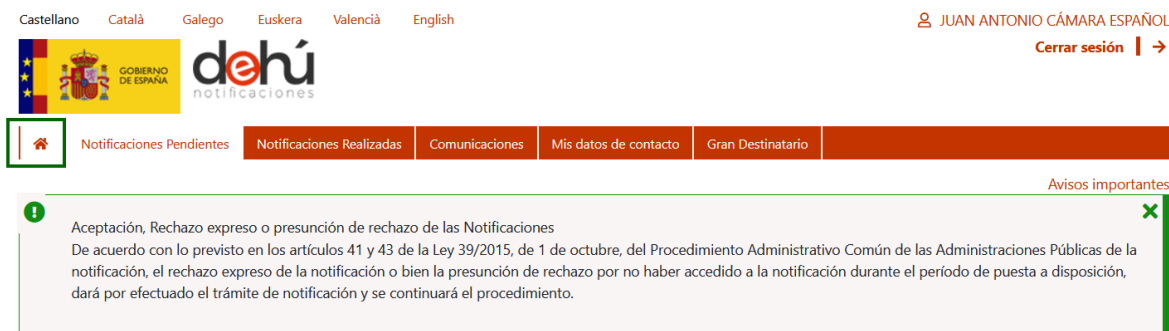 Castellano Català Galego Euskera Valencià English JUAN ANTONIO CÁMARA ESPAÑOL
Cerrar sesión
GOBIERNO
DE ESPAÑA
dehú
notificaciones
Notificaciones Pendientes Notificaciones Realizadas Comunicaciones Mis datos de contacto Gran Destinatario
Avisos importantes
Aceptación, Rechazo expreso o presunción de rechazo de las Notificaciones
De acuerdo con lo previsto en los artículos 41 y 43 de la Ley 39/2015, de 1 de octubre, del Procedimiento Administrativo Común de las Administraciones Públicas de la
notificación, el rechazo expreso de la notificación o bien la presunción de rechazo por no haber accedido a la notificación durante el período de puesta a disposición,
dará por efectuado el trámite de notificación y se continuará el procedimiento.